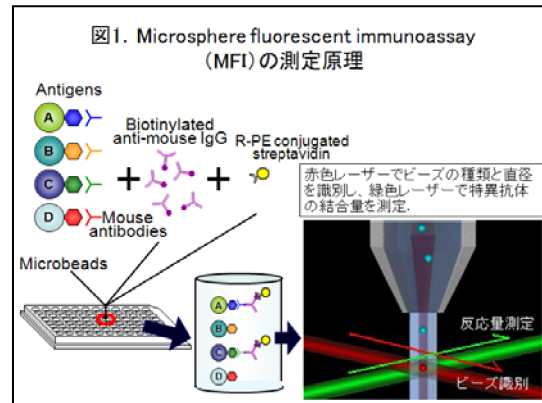 図1. Microsphere fluorescent immunoassay
(MFI)の測定原理
Antigens
A
B
C
D
Biotinylated
anti-mouse IgG
R-PE conjugated
streptavidin
Mouse
antibodies
Microbeads
赤色レーザーでビーズの種類と直径
を識別し、緑色レーザーで特異抗体
の結合量を測定.
A
B
C
D
反応量測定
ビーズ識別